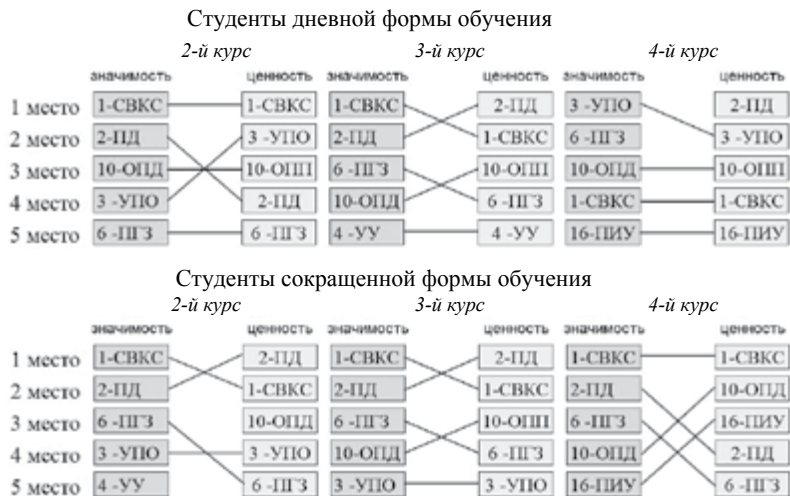 Студенты дневной формы обучения
2-й курс 3-й курс 4-й курс
значимость ценность значимость ценность значимость ценность
1 место 1-СВКС 1-СВКС 1-СВКС 2-ПД 3 -УПО 2-ПД
2 место 2-ПД 3 -УПО 2-ПД 1-СВКС 6 -ПГЗ 3 -УПО
3 место 10-ОПД 10-ОПП 6 -ПГЗ 10-ОПП 10-ОПД 10-ОПП
4 место 3 -УПО 2-ПД 10-ОПД 6 -ПГЗ 1-СВКС 1-СВКС
5 место 6 -ПГЗ 6 -ПГЗ 4 -УУ 4 -УУ 16-ПИУ 16-ПИУ
Студенты сокращенной формы обучения
2-й курс 3-й курс 4-й курс
значимость ценность значимость ценность значимость ценность
1 место 1-СВКС 2-ПД 1-СВКС 2-ПД 1-СВКС 1-СВКС
2 место 2-ПД 1-СВКС 2-ПД 1-СВКС 2-ПД 10-ОПД
3 место 6 -ПГЗ 10-ОПД 6 -ПГЗ 10-ОПП 6 -ПГЗ 16-ПИУ
4 место 3 -УПО 3 -УПО 10-ОПД 6 -ПГЗ 10-ОПД 2-ПД
5 место 4 -УУ 6 -ПГЗ 3 -УПО 3 -УПО 16-ПИУ 6 -ПГЗ